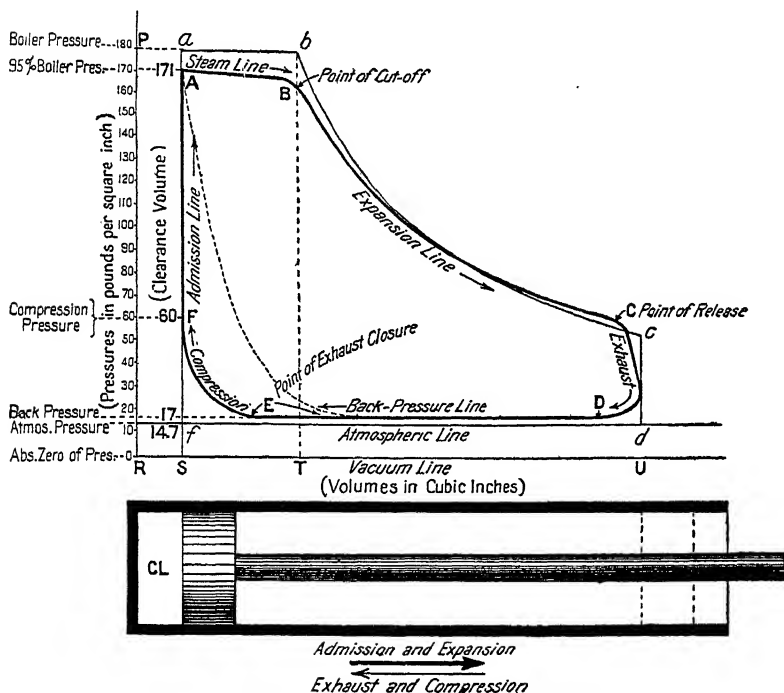 Boiler Pressure
P
a
b
180
95% Boiler Pres.
170
171
Steam Line
Point of Cut-off
A
B
160
150
140
130
120
110
100
90
80
70
60
50
40
30
20
10
0
(Pressures in pounds per square inch)
(Clearance Volume)
Admission Line
Expansion Line
Compression
Pressure
60
F
C Point of Release
c
Exhaust
Compression
Point of Exhaust Closure
Back Pressure
17
E
Back-Pressure Line
D
Atmos. Pressure
14.7
f
Atmospheric Line
d
Abs. Zero of Pres.
R
S
T
Vacuum Line
U
(Volumes in Cubic Inches)
CL
Admission and Expansion
Exhaust and Compression